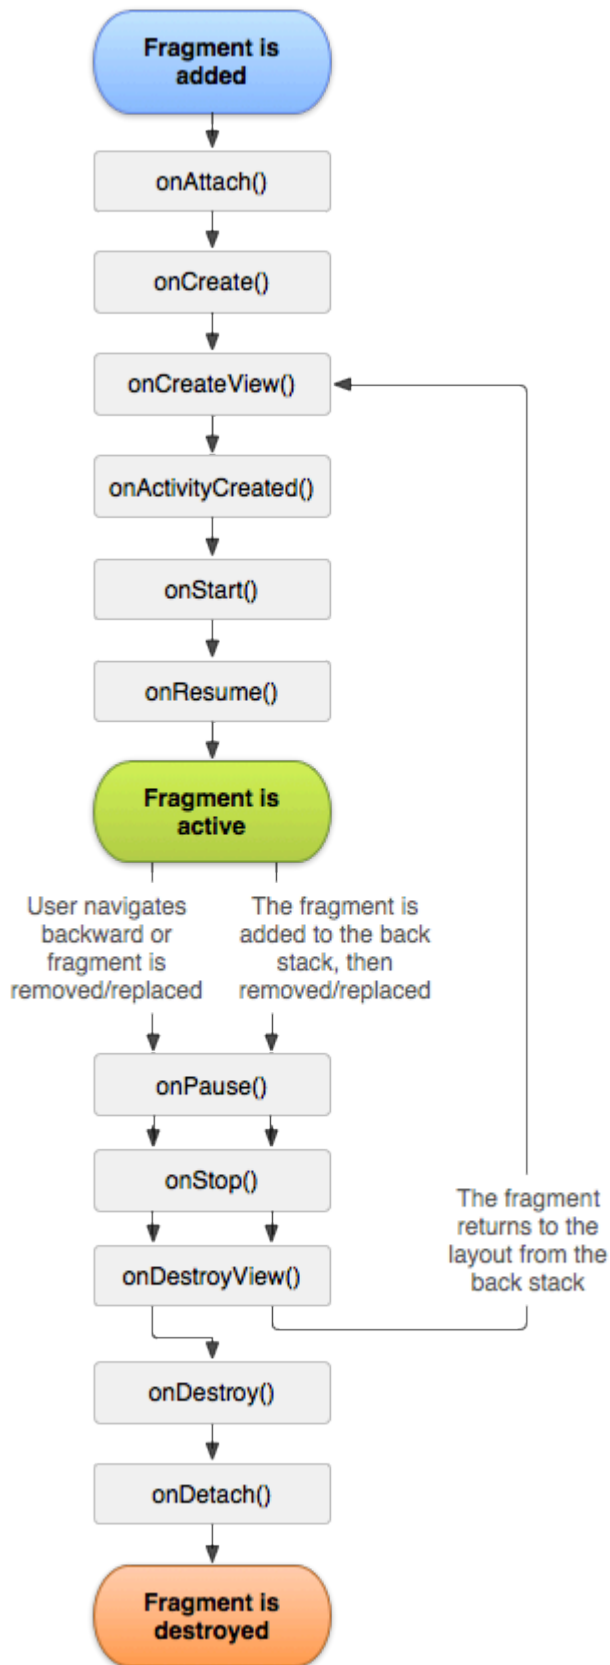 Fragment is
added
onAttach()
onCreate()
onCreateView()
onActivityCreated()
onStart()
onResume()
Fragment is
active
User navigates
backward or
fragment is
removed/replaced
The fragment is
added to the back
stack, then
removed/replaced
onPause()
onStop()
onDestroyView()
The fragment
returns to the
layout from the
back stack
onDestroy()
onDetach()
Fragment is
destroyed